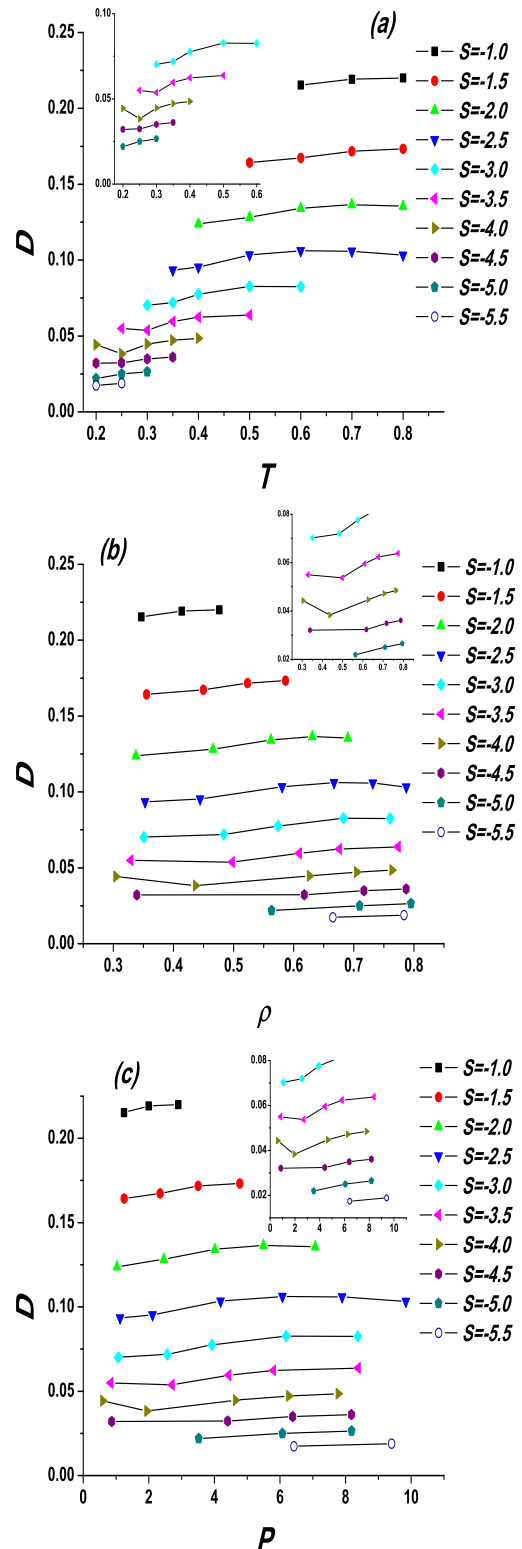 (a)
0.10
0.05
0.00
0.2 0.3 0.4 0.5 0.6
S=-1.0
S=-1.5
S=-2.0
S=-2.5
S=-3.0
S=-3.5
S=-4.0
S=-4.5
S=-5.0
S=-5.5
0.25
0.20
0.15
0.10
0.05
0.00
D
0.2 0.3 0.4 0.5 0.6 0.7 0.8
T
(b)
0.08
0.06
0.04
0.02
0.3 0.4 0.5 0.6 0.7 0.8 0.9
S=-1.0
S=-1.5
S=-2.0
S=-2.5
S=-3.0
S=-3.5
S=-4.0
S=-4.5
S=-5.0
S=-5.5
0.25
0.20
0.15
0.10
0.05
0.00
D
0.3 0.4 0.5 0.6 0.7 0.8
ρ
(c)
0.08
0.06
0.04
0.02
0 2 4 6 8 10
S=-1.0
S=-1.5
S=-2.0
S=-2.5
S=-3.0
S=-3.5
S=-4.0
S=-4.5
S=-5.0
S=-5.5
0.20
0.15
0.10
0.05
0.00
D
0 2 4 6 8 10
P